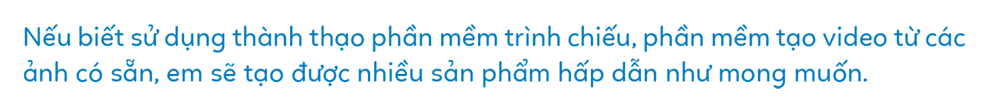 Nếu biết sử dụng thành thạo phần mềm trình chiếu, phần mềm tạo video từ các
ảnh có sẵn, em sẽ tạo được nhiều sản phẩm hấp dẫn như mong muốn.